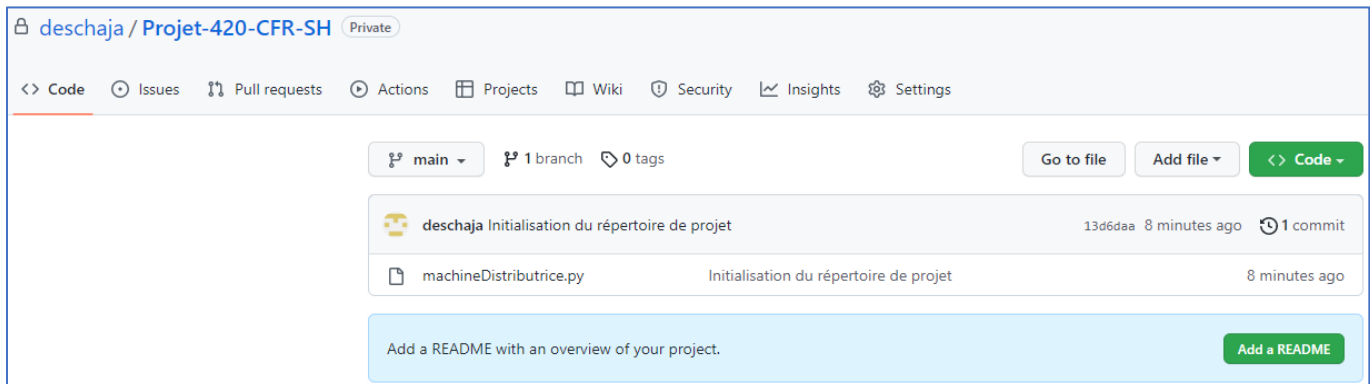 deschaja / Projet-420-CFR-SH Private
<> Code Issues Pull requests Actions Projects Wiki Security Insights Settings
main 1 branch 0 tags Go to file Add file <> Code
deschaja Initialisation du répertoire de projet 13d6daa 8 minutes ago 1 commit
machineDistributrice.py Initialisation du répertoire de projet 8 minutes ago
Add a README with an overview of your project. Add a README